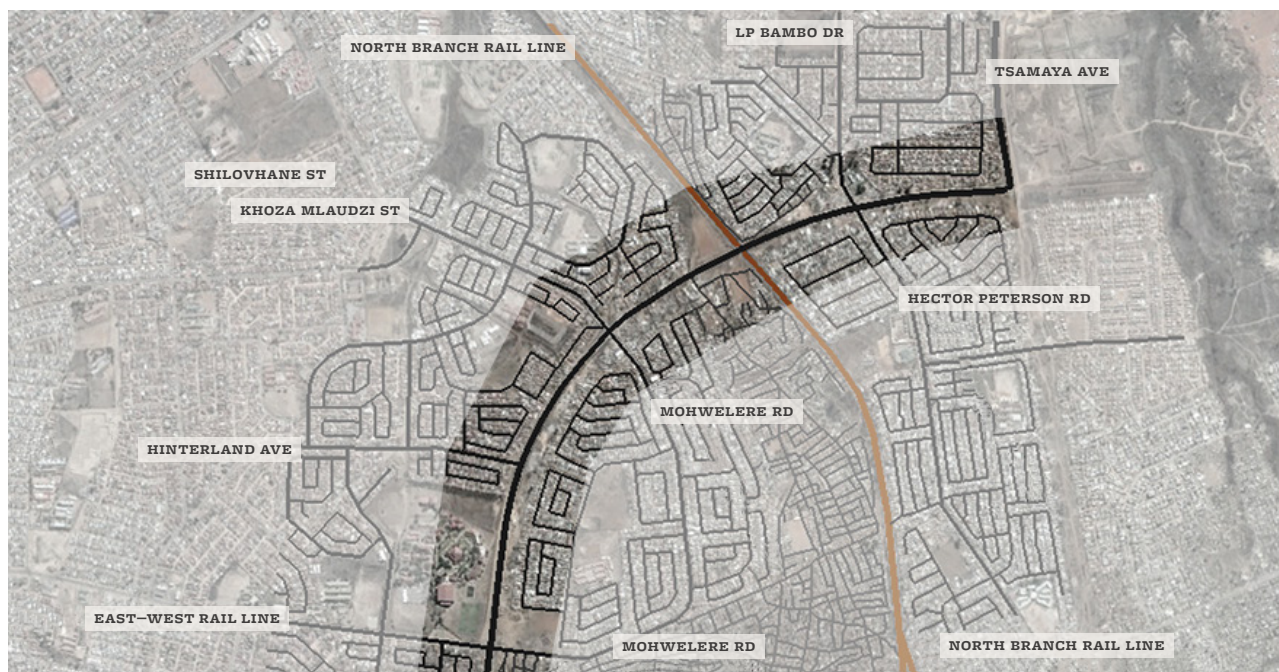 LP BAMBO DR
NORTH BRANCH RAIL LINE
TSAMAYA AVE
SHILOVHANE ST
KHOZA MLAUDZI ST
HECTOR PETERSON RD
MOHWELERE RD
HINTERLAND AVE
EAST–WEST RAIL LINE
MOHWELERE RD
NORTH BRANCH RAIL LINE